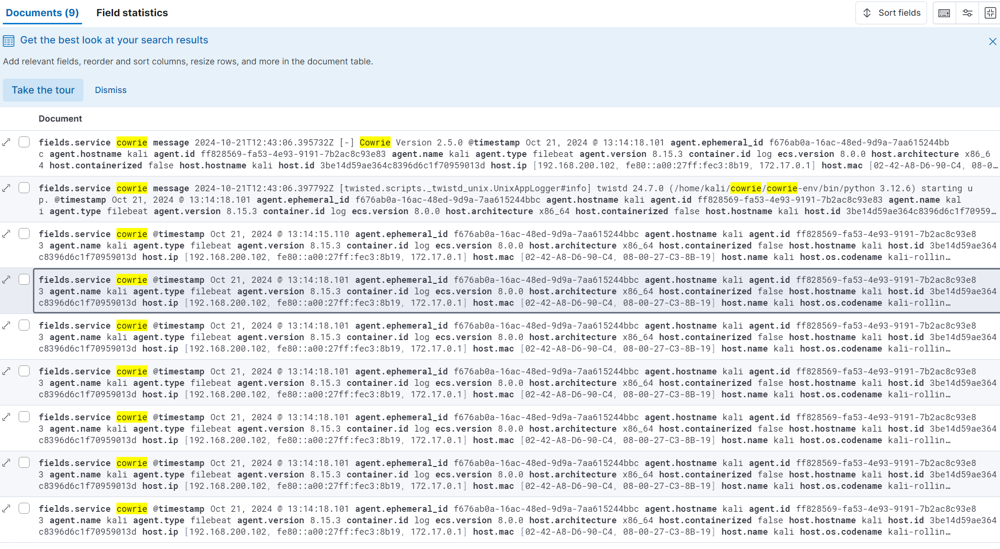 Documents (9) Field statistics Sort fields
Get the best look at your search results
Add relevant fields, reorder and sort columns, resize rows, and more in the document table.
Take the tour Dismiss
Document
fields.service cowrie message 2024-10-21T12:43:06.395732Z [-] Cowrie Version 2.5.0 @timestamp Oct 21, 2024 @ 13:14:18.101 agent.ephemeral_id f676ab0a-16ac-48ed-9d9a-7aa615244bb
c agent.hostname kali agent.id ff828569-fa53-4e93-9191-7b2ac8c93e83 agent.name kali agent.type filebeat agent.version 8.15.3 container.id log ecs.version 8.0.0 host.architecture x86_6
4 host.containerized false host.hostname kali host.id 3be14d59ae364c8396d6c1f70959013d host.ip [192.168.200.102, fe80::a00:27ff:fec3:8b19, 172.17.0.1] host.mac [02-42-A8-D6-90-C4, 08-0…
fields.service cowrie message 2024-10-21T12:43:06.397792Z [twisted.scripts._twistd_unix.UnixAppLogger#info] twistd 24.7.0 (/home/kali/cowrie/cowrie-env/bin/python 3.12.6) starting u
p. @timestamp Oct 21, 2024 @ 13:14:18.101 agent.ephemeral_id f676ab0a-16ac-48ed-9d9a-7aa615244bbc agent.hostname kali agent.id ff828569-fa53-4e93-9191-7b2ac8c93e83 agent.name kal
i agent.type filebeat agent.version 8.15.3 container.id log ecs.version 8.0.0 host.architecture x86_64 host.containerized false host.hostname kali host.id 3be14d59ae364c8396d6c1f70959…
fields.service cowrie @timestamp Oct 21, 2024 @ 13:14:15.110 agent.ephemeral_id f676ab0a-16ac-48ed-9d9a-7aa615244bbc agent.hostname kali agent.id ff828569-fa53-4e93-9191-7b2ac8c93e8
3 agent.name kali agent.type filebeat agent.version 8.15.3 container.id log ecs.version 8.0.0 host.architecture x86_64 host.containerized false host.hostname kali host.id 3be14d59ae364
c8396d6c1f70959013d host.ip [192.168.200.102, fe80::a00:27ff:fec3:8b19, 172.17.0.1] host.mac [02-42-A8-D6-90-C4, 08-00-27-C3-8B-19] host.name kali host.os.codename kali-rollin…
fields.service cowrie @timestamp Oct 21, 2024 @ 13:14:18.101 agent.ephemeral_id f676ab0a-16ac-48ed-9d9a-7aa615244bbc agent.hostname kali agent.id ff828569-fa53-4e93-9191-7b2ac8c93e8
3 agent.name kali agent.type filebeat agent.version 8.15.3 container.id log ecs.version 8.0.0 host.architecture x86_64 host.containerized false host.hostname kali host.id 3be14d59ae364
c8396d6c1f70959013d host.ip [192.168.200.102, fe80::a00:27ff:fec3:8b19, 172.17.0.1] host.mac [02-42-A8-D6-90-C4, 08-00-27-C3-8B-19] host.name kali host.os.codename kali-rollin…
fields.service cowrie @timestamp Oct 21, 2024 @ 13:14:18.101 agent.ephemeral_id f676ab0a-16ac-48ed-9d9a-7aa615244bbc agent.hostname kali agent.id ff828569-fa53-4e93-9191-7b2ac8c93e8
3 agent.name kali agent.type filebeat agent.version 8.15.3 container.id log ecs.version 8.0.0 host.architecture x86_64 host.containerized false host.hostname kali host.id 3be14d59ae364
c8396d6c1f70959013d host.ip [192.168.200.102, fe80::a00:27ff:fec3:8b19, 172.17.0.1] host.mac [02-42-A8-D6-90-C4, 08-00-27-C3-8B-19] host.name kali host.os.codename kali-rollin…
fields.service cowrie @timestamp Oct 21, 2024 @ 13:14:18.101 agent.ephemeral_id f676ab0a-16ac-48ed-9d9a-7aa615244bbc agent.hostname kali agent.id ff828569-fa53-4e93-9191-7b2ac8c93e8
3 agent.name kali agent.type filebeat agent.version 8.15.3 container.id log ecs.version 8.0.0 host.architecture x86_64 host.containerized false host.hostname kali host.id 3be14d59ae364
c8396d6c1f70959013d host.ip [192.168.200.102, fe80::a00:27ff:fec3:8b19, 172.17.0.1] host.mac [02-42-A8-D6-90-C4, 08-00-27-C3-8B-19] host.name kali host.os.codename kali-rollin…
fields.service cowrie @timestamp Oct 21, 2024 @ 13:14:18.101 agent.ephemeral_id f676ab0a-16ac-48ed-9d9a-7aa615244bbc agent.hostname kali agent.id ff828569-fa53-4e93-9191-7b2ac8c93e8
3 agent.name kali agent.type filebeat agent.version 8.15.3 container.id log ecs.version 8.0.0 host.architecture x86_64 host.containerized false host.hostname kali host.id 3be14d59ae364
c8396d6c1f70959013d host.ip [192.168.200.102, fe80::a00:27ff:fec3:8b19, 172.17.0.1] host.mac [02-42-A8-D6-90-C4, 08-00-27-C3-8B-19] host.name kali host.os.codename kali-rollin…
fields.service cowrie @timestamp Oct 21, 2024 @ 13:14:18.101 agent.ephemeral_id f676ab0a-16ac-48ed-9d9a-7aa615244bbc agent.hostname kali agent.id ff828569-fa53-4e93-9191-7b2ac8c93e8
3 agent.name kali agent.type filebeat agent.version 8.15.3 container.id log ecs.version 8.0.0 host.architecture x86_64 host.containerized false host.hostname kali host.id 3be14d59ae364
c8396d6c1f70959013d host.ip [192.168.200.102, fe80::a00:27ff:fec3:8b19, 172.17.0.1] host.mac [02-42-A8-D6-90-C4, 08-00-27-C3-8B-19] host.name kali host.os.codename kali-rollin…
fields.service cowrie @timestamp Oct 21, 2024 @ 13:14:18.101 agent.ephemeral_id f676ab0a-16ac-48ed-9d9a-7aa615244bbc agent.hostname kali agent.id ff828569-fa53-4e93-9191-7b2ac8c93e8
3 agent.name kali agent.type filebeat agent.version 8.15.3 container.id log ecs.version 8.0.0 host.architecture x86_64 host.containerized false host.hostname kali host.id 3be14d59ae364
c8396d6c1f70959013d host.ip [192.168.200.102, fe80::a00:27ff:fec3:8b19, 172.17.0.1] host.mac [02-42-A8-D6-90-C4, 08-00-27-C3-8B-19] host.name kali host.os.codename kali-rollin…